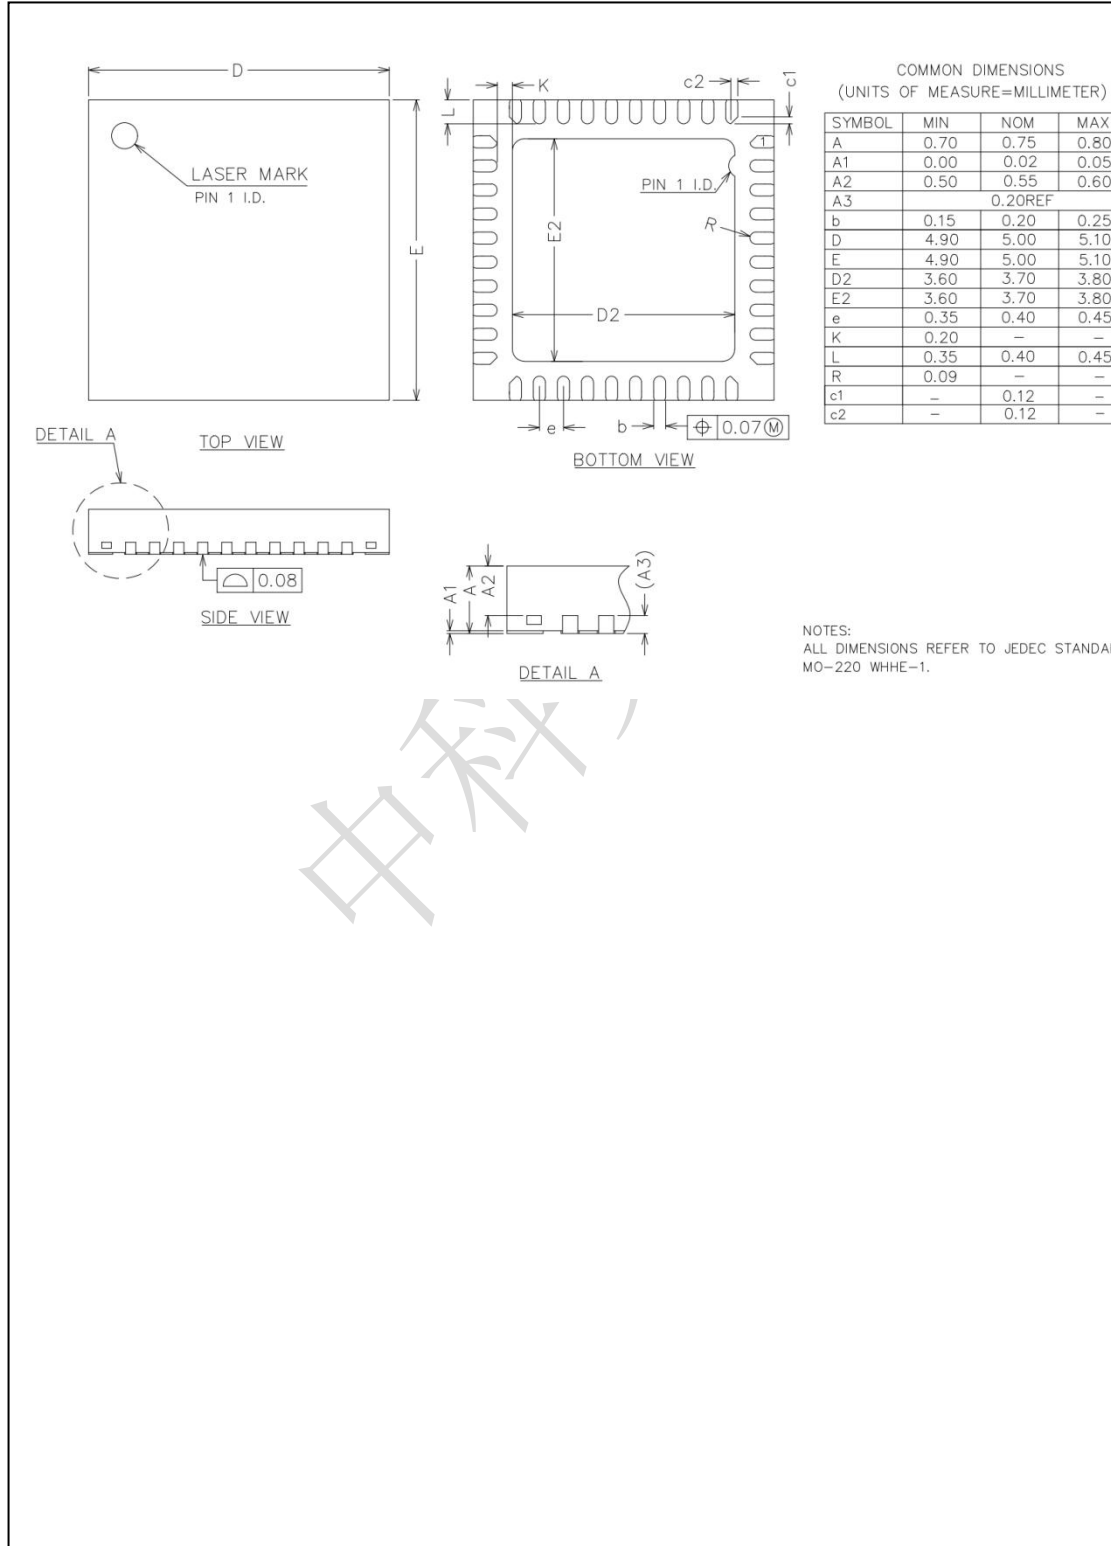 D
LASER MARK
PIN 1 I.D.
E
TOP VIEW
L
K
c2
c1
1
PIN 1 I.D.
R
E2
D2
e
b
0.07Ⓜ
BOTTOM VIEW
COMMON DIMENSIONS
(UNITS OF MEASURE=MILLIMETER)
SYMBOL MIN NOM MAX
A 0.70 0.75 0.80
A1 0.00 0.02 0.05
A2 0.50 0.55 0.60
A3 0.20REF
b 0.15 0.20 0.25
D 4.90 5.00 5.10
E 4.90 5.00 5.10
D2 3.60 3.70 3.80
E2 3.60 3.70 3.80
e 0.35 0.40 0.45
K 0.20 – –
L 0.35 0.40 0.45
R 0.09 – –
c1 – 0.12 –
c2 – 0.12 –
DETAIL A
0.08
SIDE VIEW
A1
A
A2
(A3)
DETAIL A
NOTES:
ALL DIMENSIONS REFER TO JEDEC
MO-220 WHHE-1.
中科